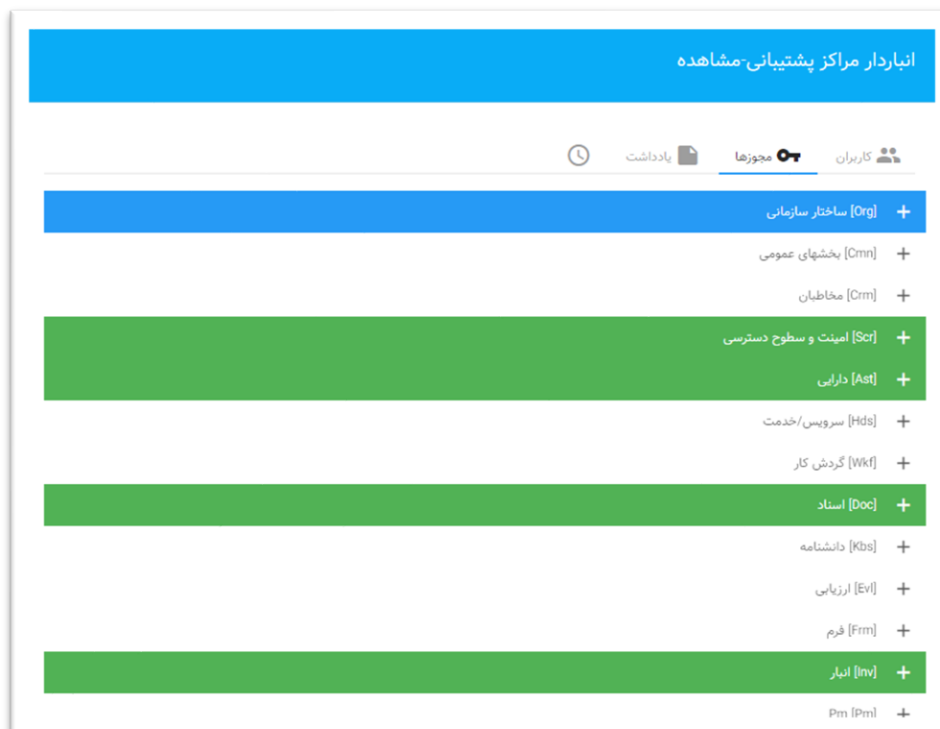 انباردار مراکز پشتیبانی-مشاهده
کاربران مجوزها یادداشت
[Org] ساختار سازمانی
[Cmn] بخشهای عمومی
[Crm] مخاطبان
[Scr] امینت و سطوح دسترسی
[Ast] دارایی
[Hds] سرویس/خدمت
[Wkf] گردش کار
[Doc] اسناد
[Kbs] دانشنامه
[Evl] ارزیابی
[Frm] فرم
[Inv] انبار
[Pm] Pm